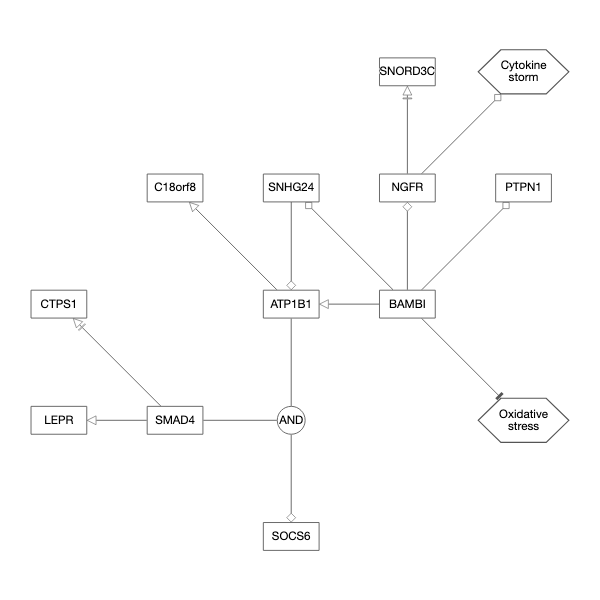 Cytokine
storm
SNORD3C
C18orf8
SNHG24
NGFR
PTPN1
CTPS1
ATP1B1
BAMBI
LEPR
SMAD4
AND
Oxidative
stress
SOCS6